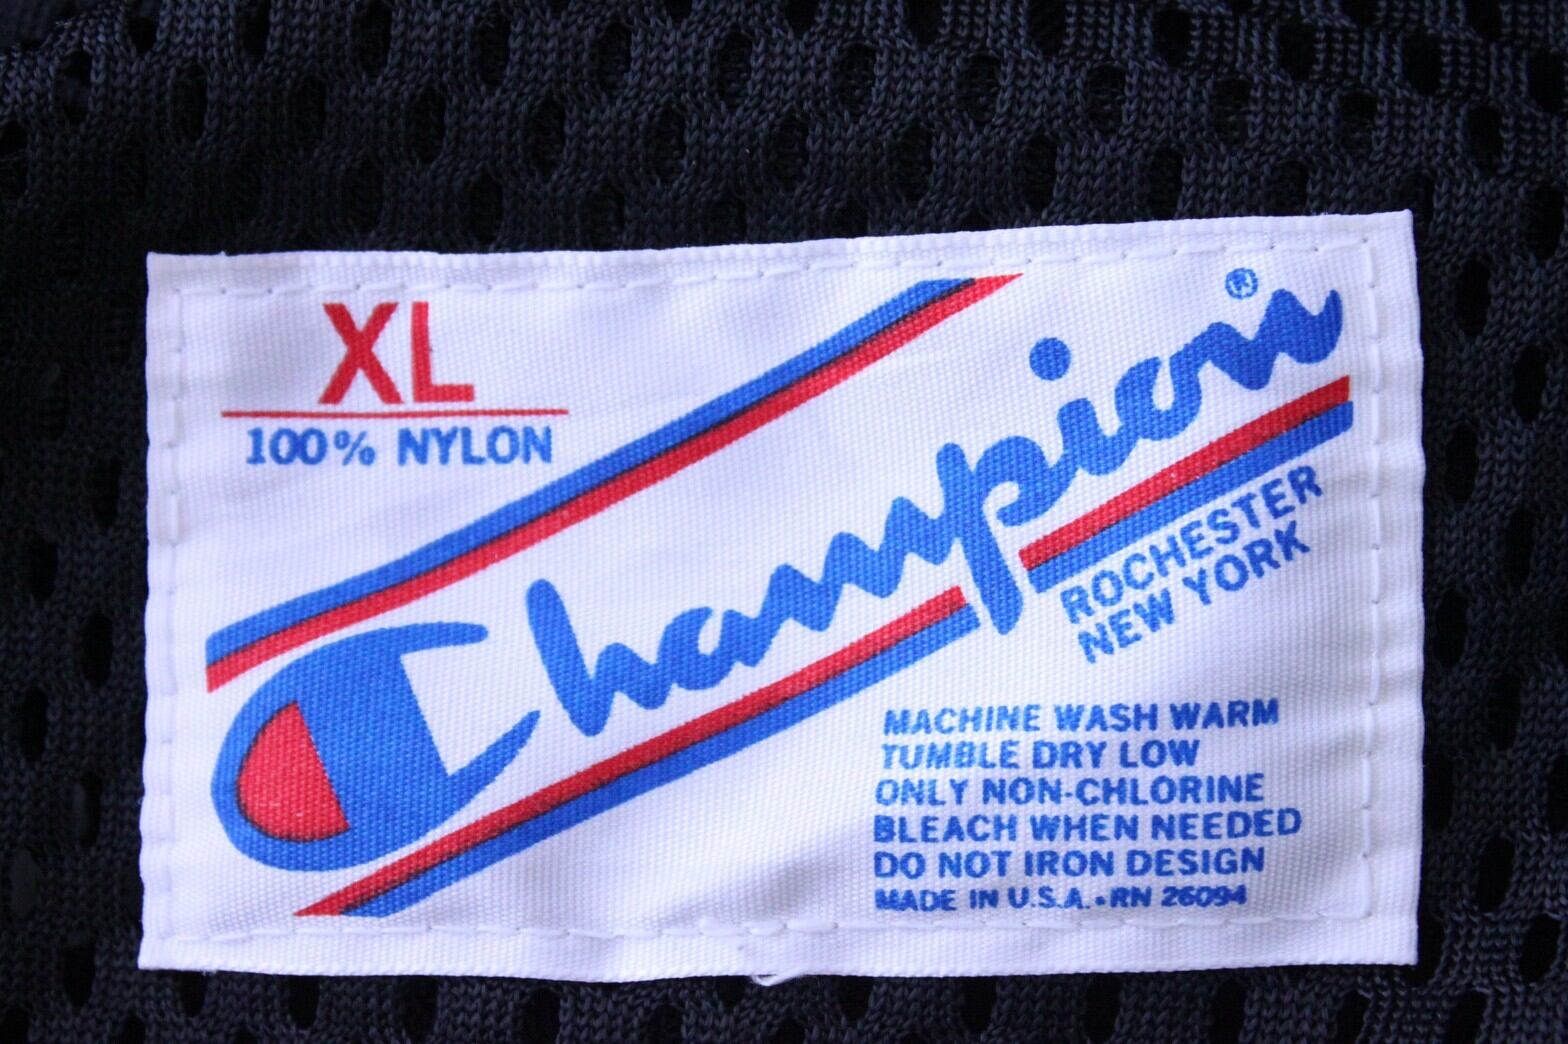 XL
100% NYLON
Champion®
ROCHESTER
NEW YORK
MACHINE WASH WARM
TUMBLE DRY LOW
ONLY NON-CHLORINE
BLEACH WHEN NEEDED
DO NOT IRON DESIGN
MADE IN U.S.A. • RN 26094